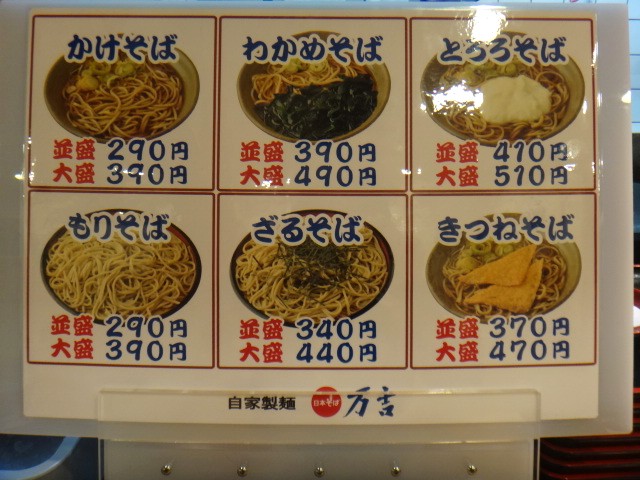 かけそば
並盛 290円
大盛 390円
わかめそば
並盛 390円
大盛 490円
とろろそば
並盛 410円
大盛 510円
もりそば
並盛 290円
大盛 390円
ざるそば
並盛 340円
大盛 440円
きつねそば
並盛 370円
大盛 470円
自家製麺 日本そば 万吉